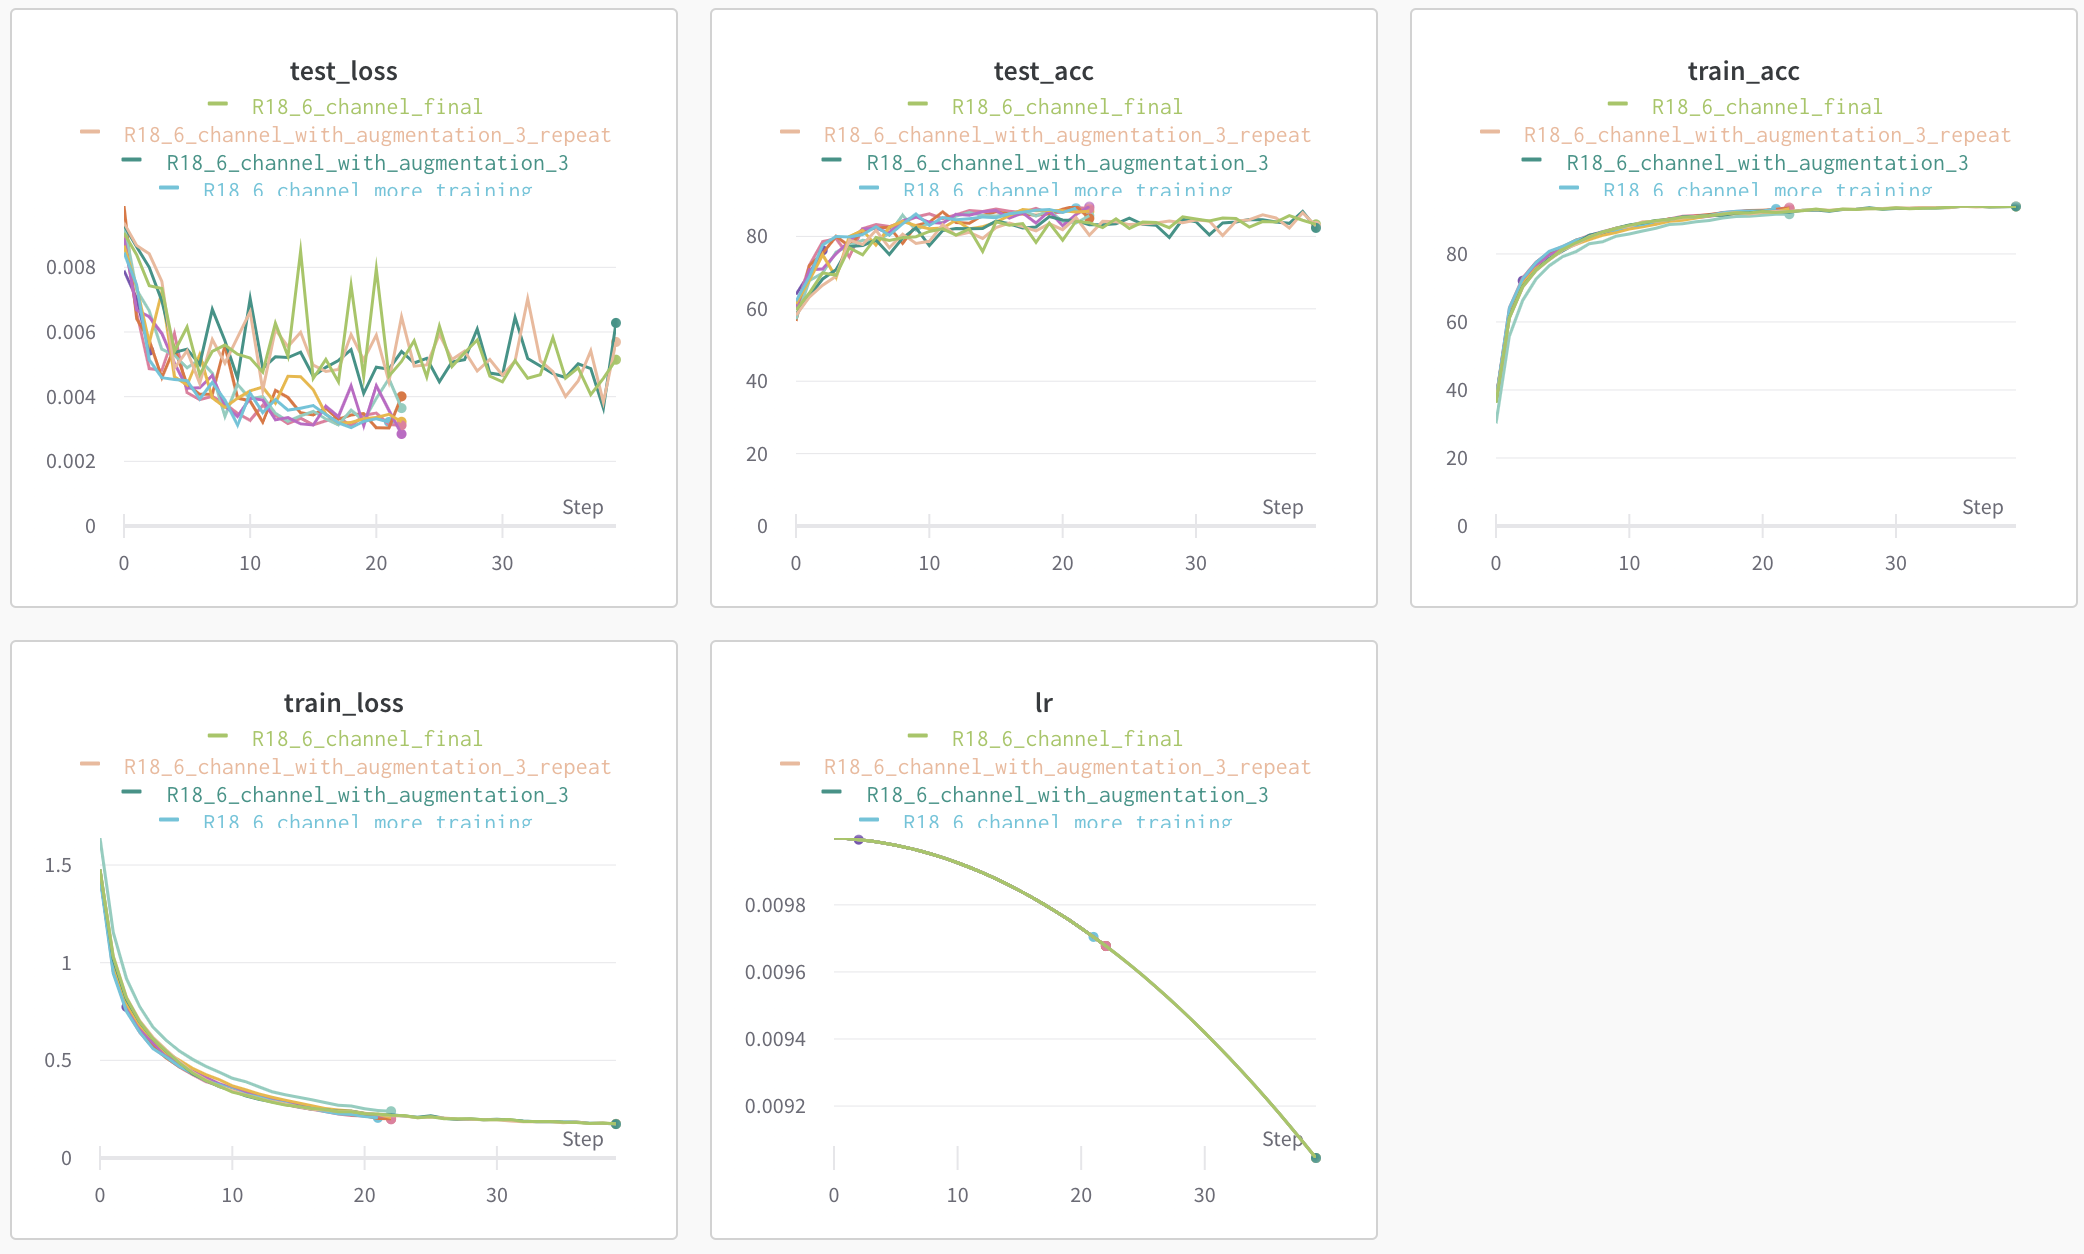 test_loss
R18_6_channel_final
R18_6_channel_with_augmentation_3_repeat
R18_6_channel_with_augmentation_3
R18_6_channel_more_training
0.008
0.006
0.004
0.002
0
Step
0 10 20 30
test_acc
R18_6_channel_final
R18_6_channel_with_augmentation_3_repeat
R18_6_channel_with_augmentation_3
R18_6_channel_more_training
80
60
40
20
0
Step
0 10 20 30
train_acc
R18_6_channel_final
R18_6_channel_with_augmentation_3_repeat
R18_6_channel_with_augmentation_3
R18_6_channel_more_training
80
60
40
20
0
Step
0 10 20 30
train_loss
R18_6_channel_final
R18_6_channel_with_augmentation_3_repeat
R18_6_channel_with_augmentation_3
R18_6_channel_more_training
1.5
1
0.5
0
Step
0 10 20 30
lr
R18_6_channel_final
R18_6_channel_with_augmentation_3_repeat
R18_6_channel_with_augmentation_3
R18_6_channel_more_training
0.0098
0.0096
0.0094
0.0092
Step
0 10 20 30